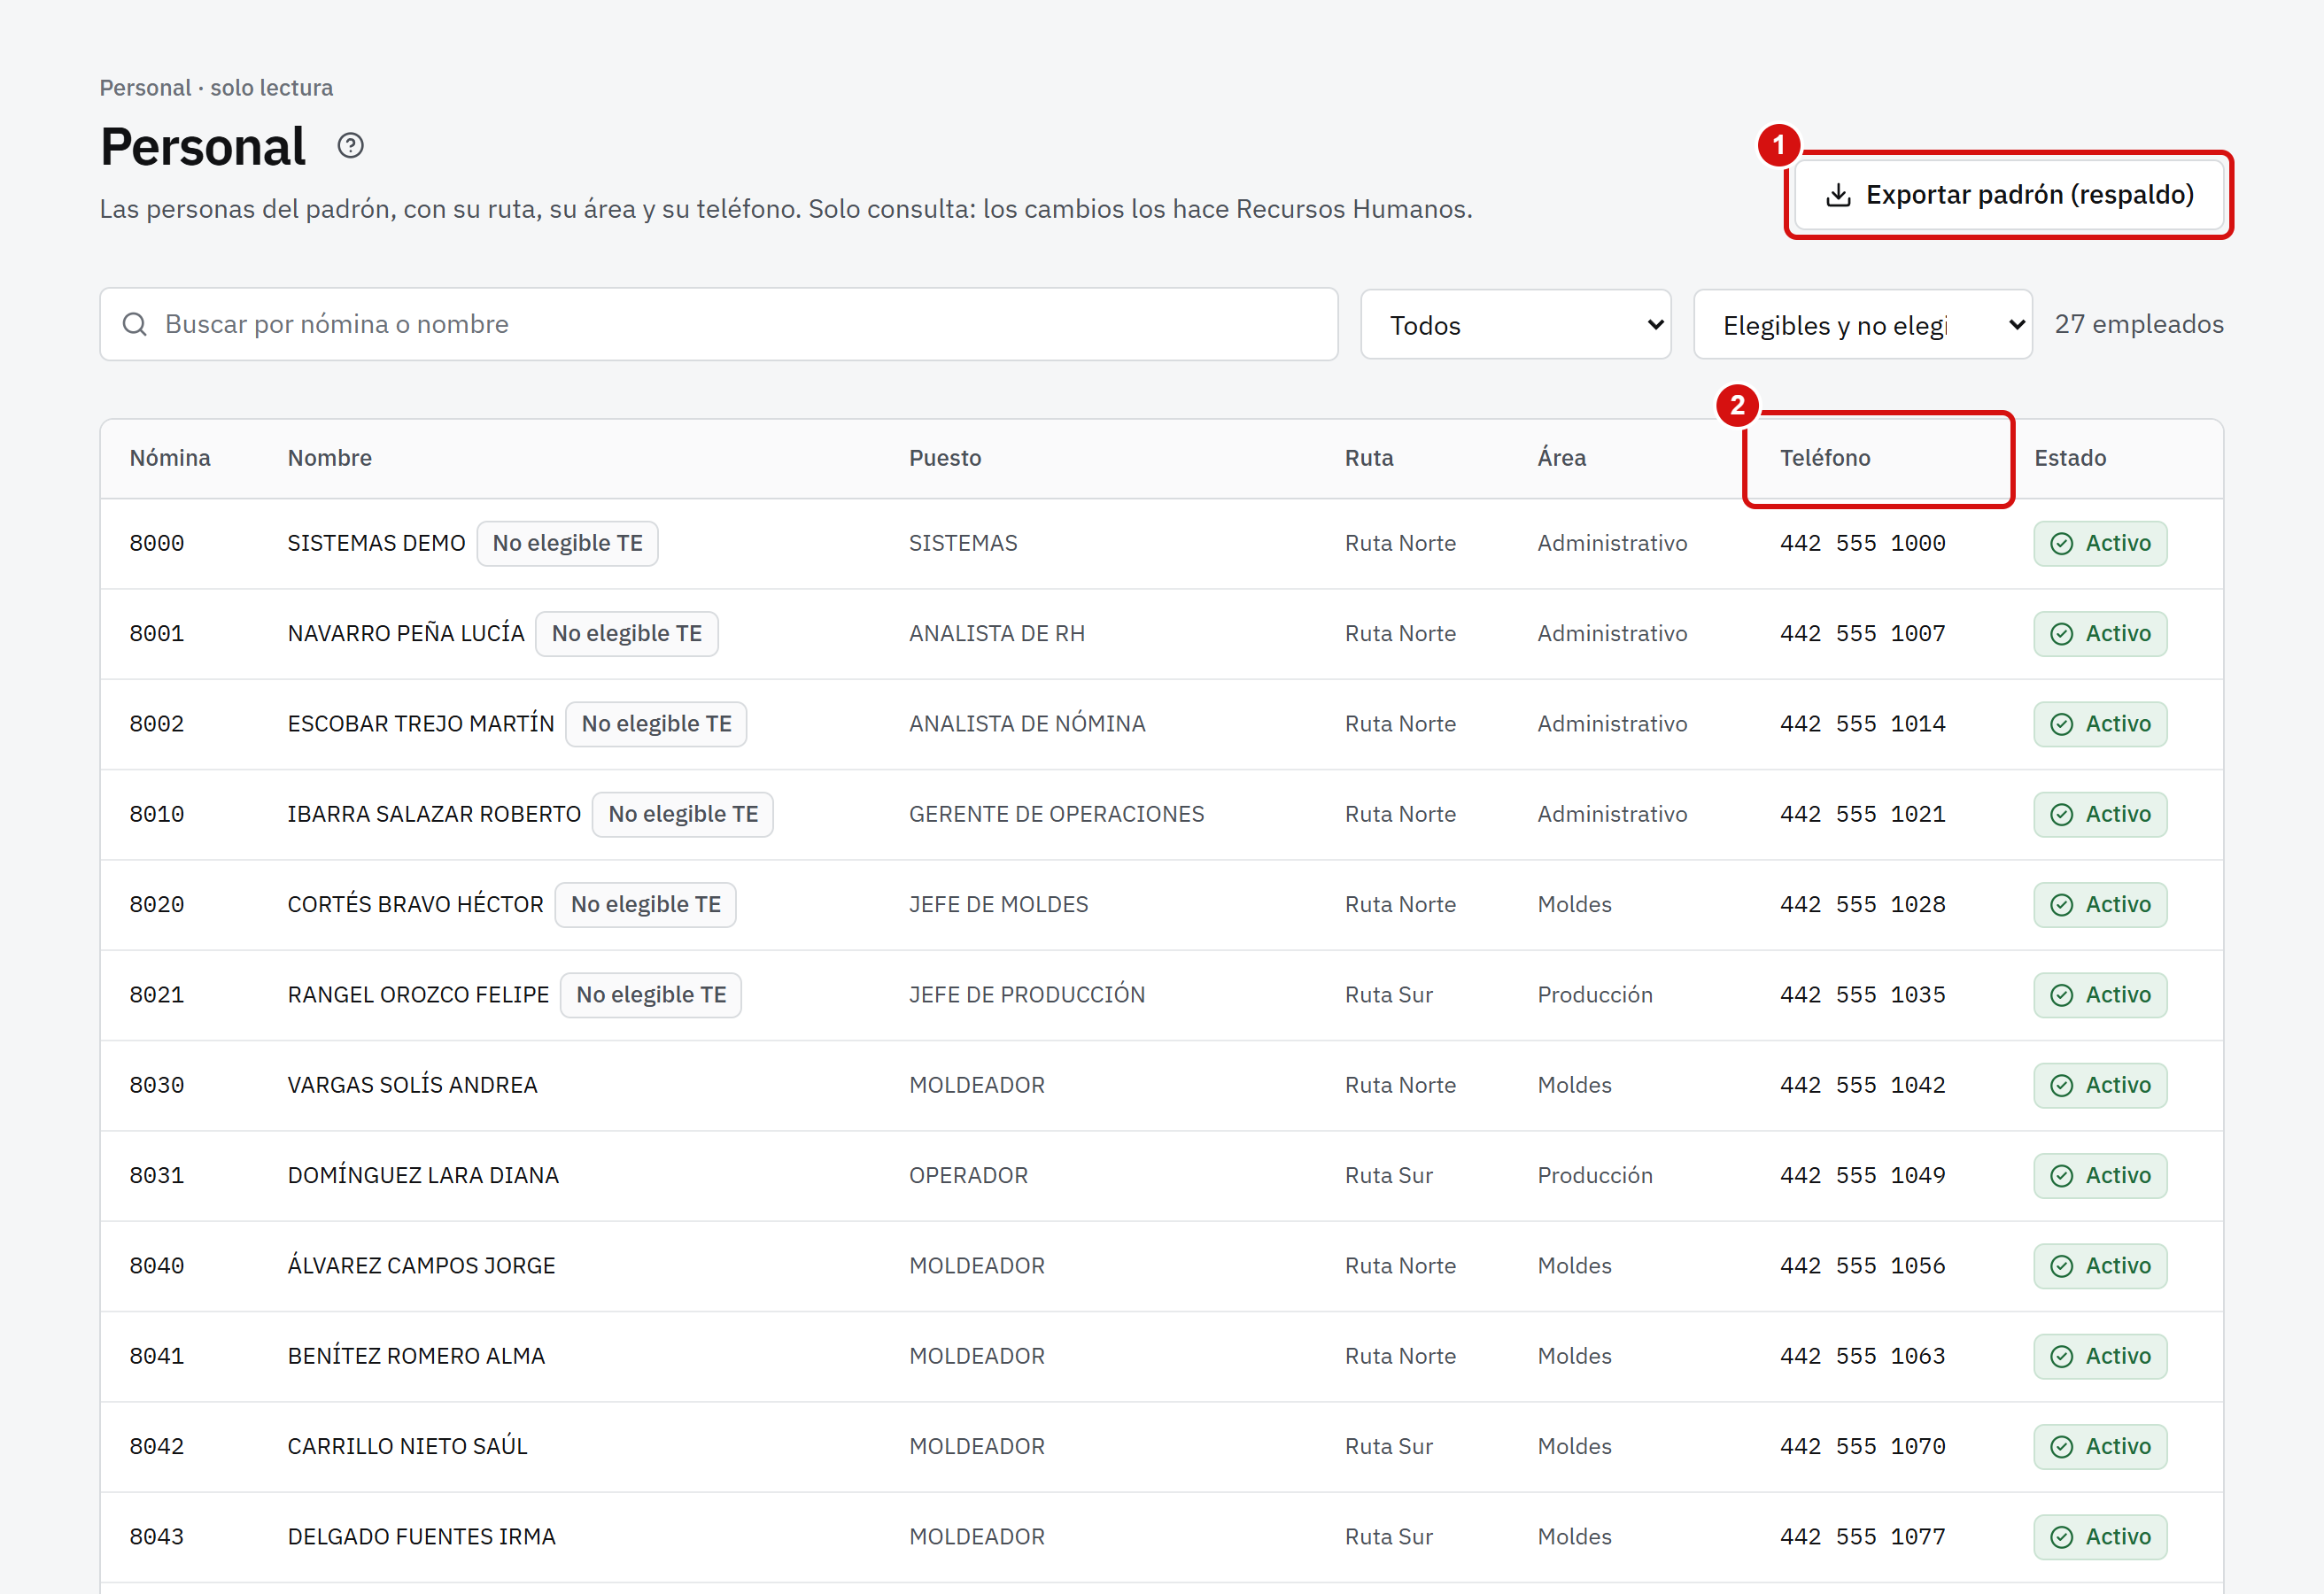 Personal · solo lectura
Personal
Las personas del padrón, con su ruta, su área y su teléfono. Solo consulta: los cambios los hace Recursos Humanos.
1
Exportar padrón (respaldo)
Buscar por nómina o nombre Todos Elegibles y no elegi 27 empleados
2
Nómina Nombre Puesto Ruta Área Teléfono Estado
8000 SISTEMAS DEMO No elegible TE SISTEMAS Ruta Norte Administrativo 442 555 1000 Activo
8001 NAVARRO PEÑA LUCÍA No elegible TE ANALISTA DE RH Ruta Norte Administrativo 442 555 1007 Activo
8002 ESCOBAR TREJO MARTÍN No elegible TE ANALISTA DE NÓMINA Ruta Norte Administrativo 442 555 1014 Activo
8010 IBARRA SALAZAR ROBERTO No elegible TE GERENTE DE OPERACIONES Ruta Norte Administrativo 442 555 1021 Activo
8020 CORTÉS BRAVO HÉCTOR No elegible TE JEFE DE MOLDES Ruta Norte Moldes 442 555 1028 Activo
8021 RANGEL OROZCO FELIPE No elegible TE JEFE DE PRODUCCIÓN Ruta Sur Producción 442 555 1035 Activo
8030 VARGAS SOLÍS ANDREA MOLDEADOR Ruta Norte Moldes 442 555 1042 Activo
8031 DOMÍNGUEZ LARA DIANA OPERADOR Ruta Sur Producción 442 555 1049 Activo
8040 ÁLVAREZ CAMPOS JORGE MOLDEADOR Ruta Norte Moldes 442 555 1056 Activo
8041 BENÍTEZ ROMERO ALMA MOLDEADOR Ruta Norte Moldes 442 555 1063 Activo
8042 CARRILLO NIETO SAÚL MOLDEADOR Ruta Sur Moldes 442 555 1070 Activo
8043 DELGADO FUENTES IRMA MOLDEADOR Ruta Sur Moldes 442 555 1077 Activo